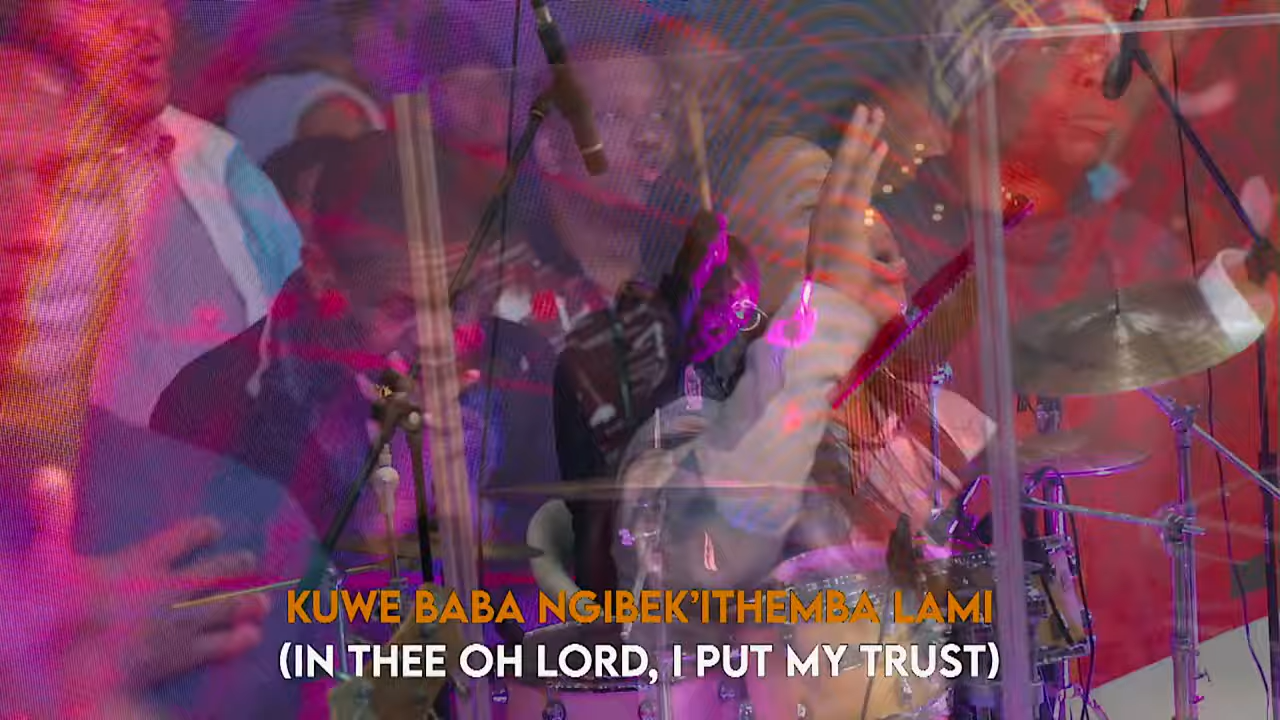 KUWE BABA NGIBEK'ITHEMBA LAMI
(IN THEE OH LORD, I PUT MY TRUST)